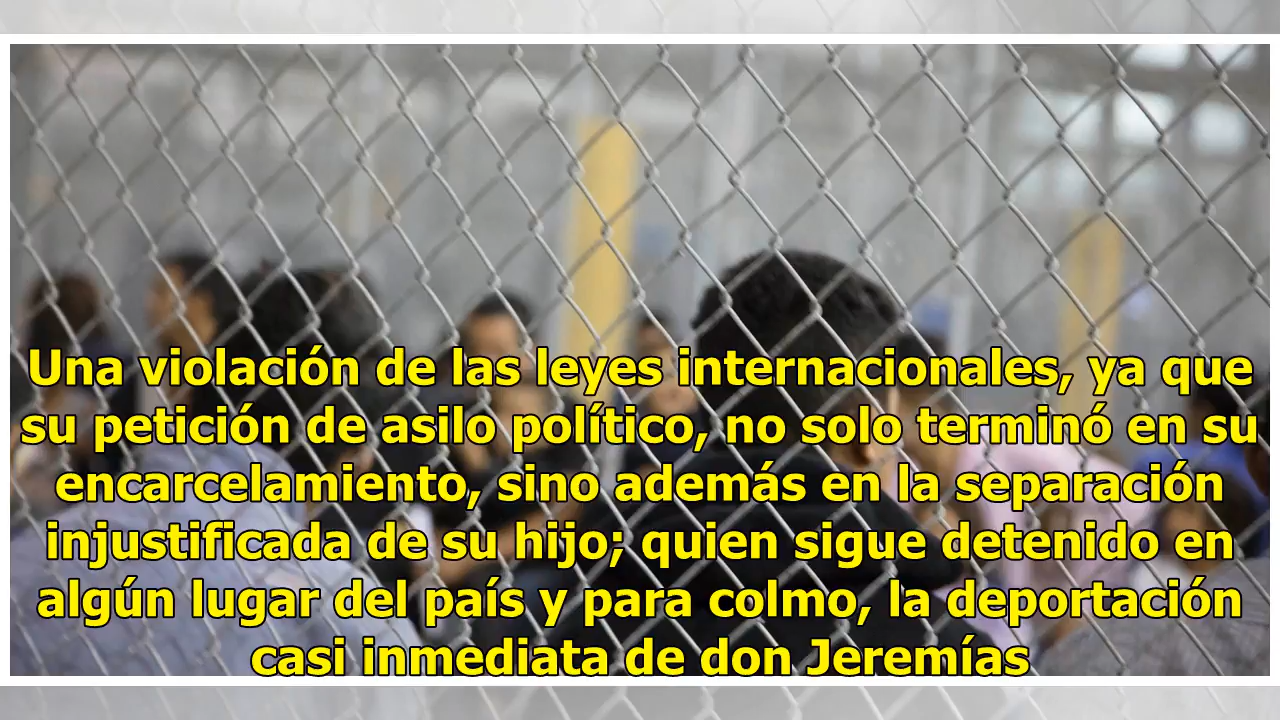 Una violación de las leyes internacionales, ya que
su petición de asilo político, no solo terminó en su
encarcelamiento, sino además en la separación
injustificada de su hijo; quien sigue detenido en
algún lugar del país y para colmo, la deportación
casi inmediata de don Jeremías